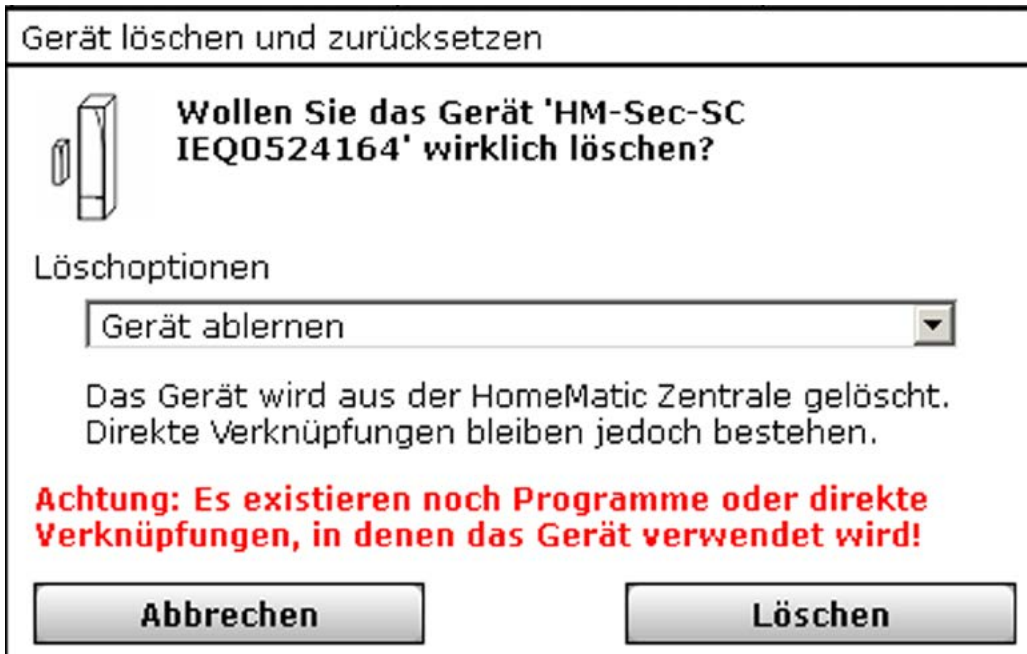 Gerät löschen und zurücksetzen
Wollen Sie das Gerät 'HM-Sec-SC
IEQ0524164' wirklich löschen?
Löschoptionen
Gerät ablernen
Das Gerät wird aus der HomeMatic Zentrale gelöscht.
Direkte Verknüpfungen bleiben jedoch bestehen.
Achtung: Es existieren noch Programme oder direkte
Verknüpfungen, in denen das Gerät verwendet wird!
Abbrechen
Löschen